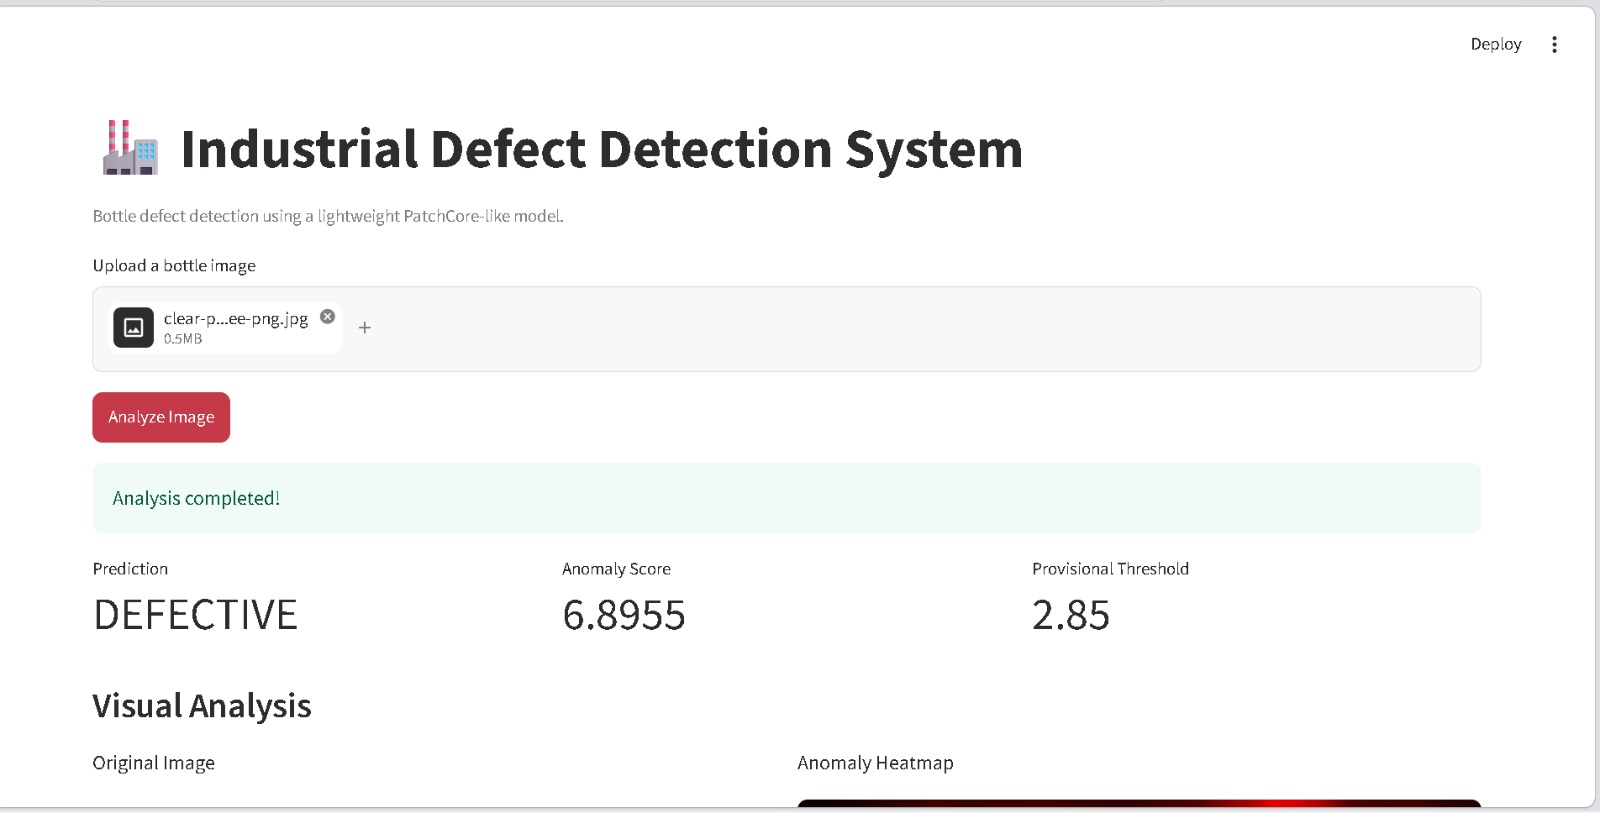 Deploy
Industrial Defect Detection System
Bottle defect detection using a lightweight PatchCore-like model.
Upload a bottle image
clear-p...ee-png.jpg
0.5MB
Analyze Image
Analysis completed!
Prediction
DEFECTIVE
Anomaly Score
6.8955
Provisional Threshold
2.85
Visual Analysis
Original Image
Anomaly Heatmap